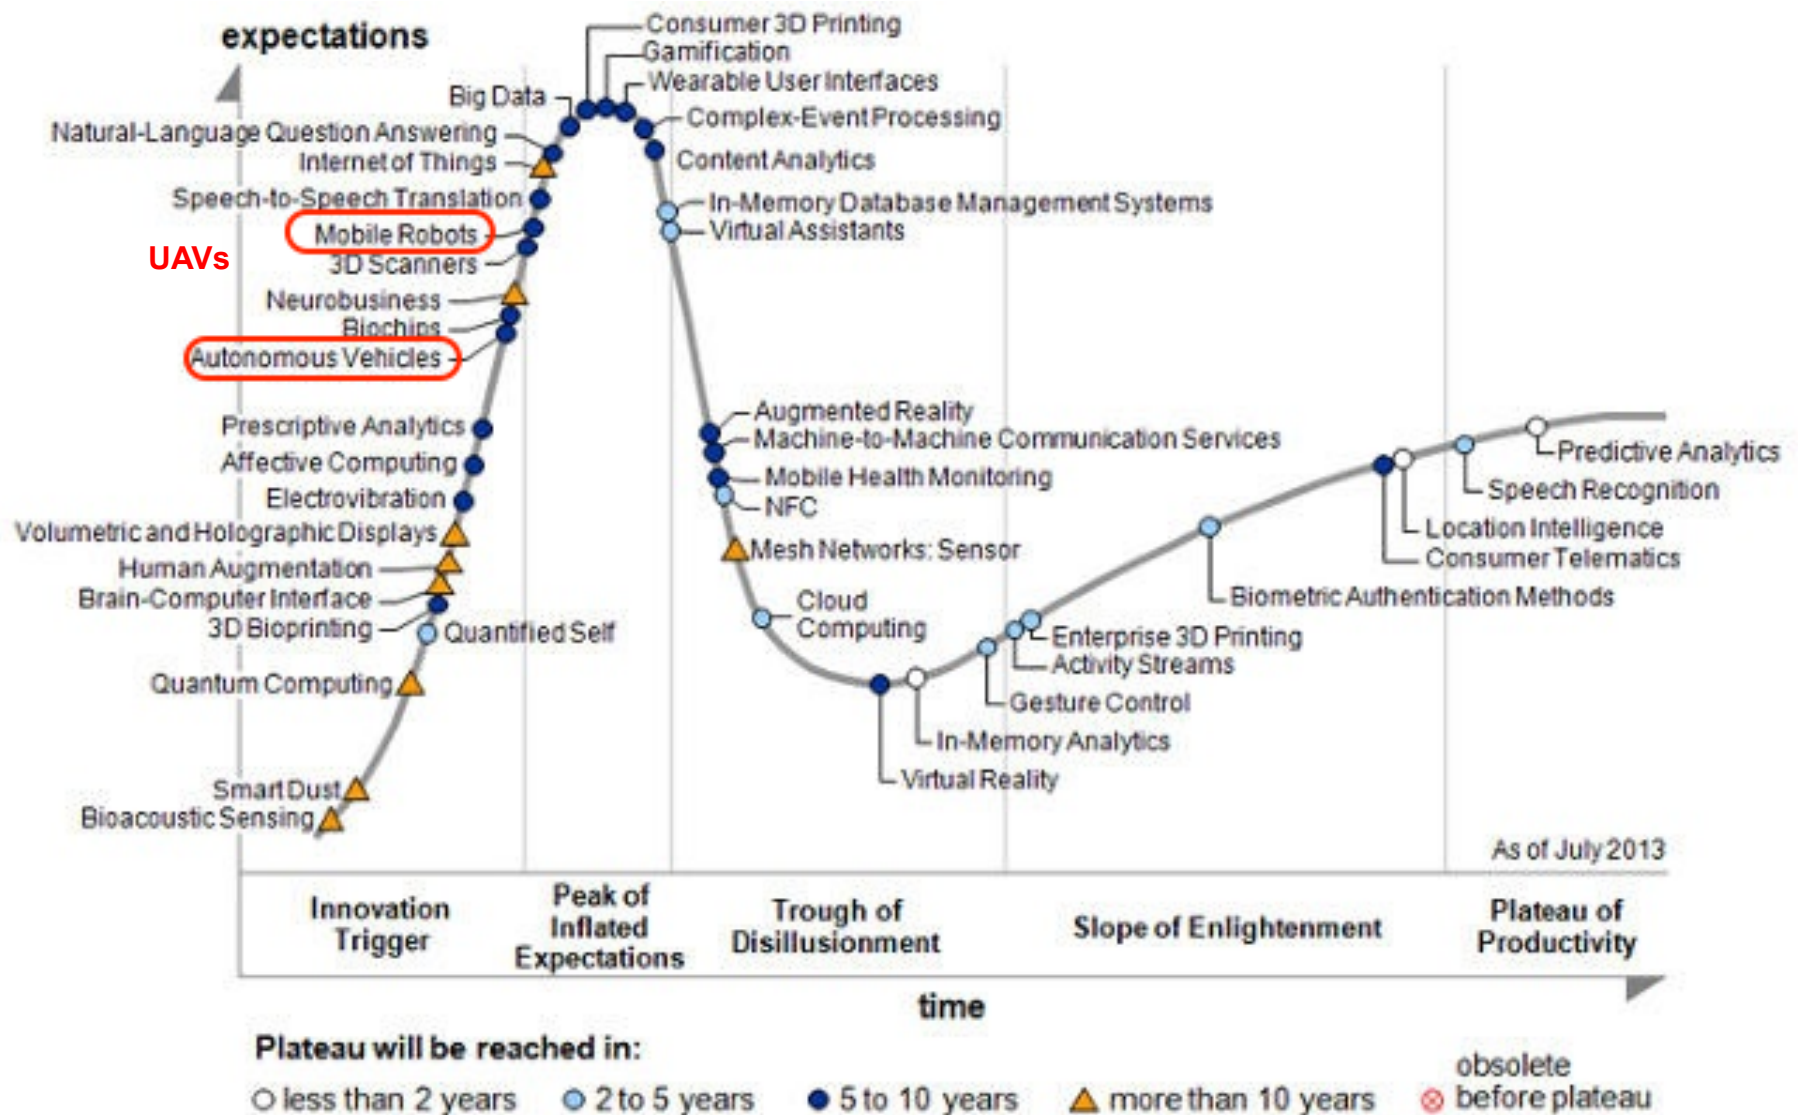 expectations
Consumer 3D Printing
Gamification
Wearable User Interfaces
Big Data
Complex-Event Processing
Natural-Language Question Answering
Content Analytics
Internet of Things
Speech-to-Speech Translation
In-Memory Database Management Systems
Mobile Robots
Virtual Assistants
UAVs
3D Scanners
Neurobusiness
Biochips
Autonomous Vehicles
Prescriptive Analytics
Affective Computing
Electrovibration
Volumetric and Holographic Displays
Human Augmentation
Brain-Computer Interface
3D Bioprinting
Quantified Self
Quantum Computing
Smart Dust
Bioacoustic Sensing
Augmented Reality
Machine-to-Machine Communication Services
Mobile Health Monitoring
NFC
Mesh Networks: Sensor
Cloud
Computing
Enterprise 3D Printing
Activity Streams
Gesture Control
In-Memory Analytics
Virtual Reality
Predictive Analytics
Speech Recognition
Location Intelligence
Consumer Telematics
Biometric Authentication Methods
As of July 2013
Innovation
Trigger
Peak of
Inflated
Expectations
Trough of
Disillusionment
Slope of Enlightenment
Plateau of
Productivity
time
Plateau will be reached in:
less than 2 years
2 to 5 years
5 to 10 years
more than 10 years
obsolete
before plateau